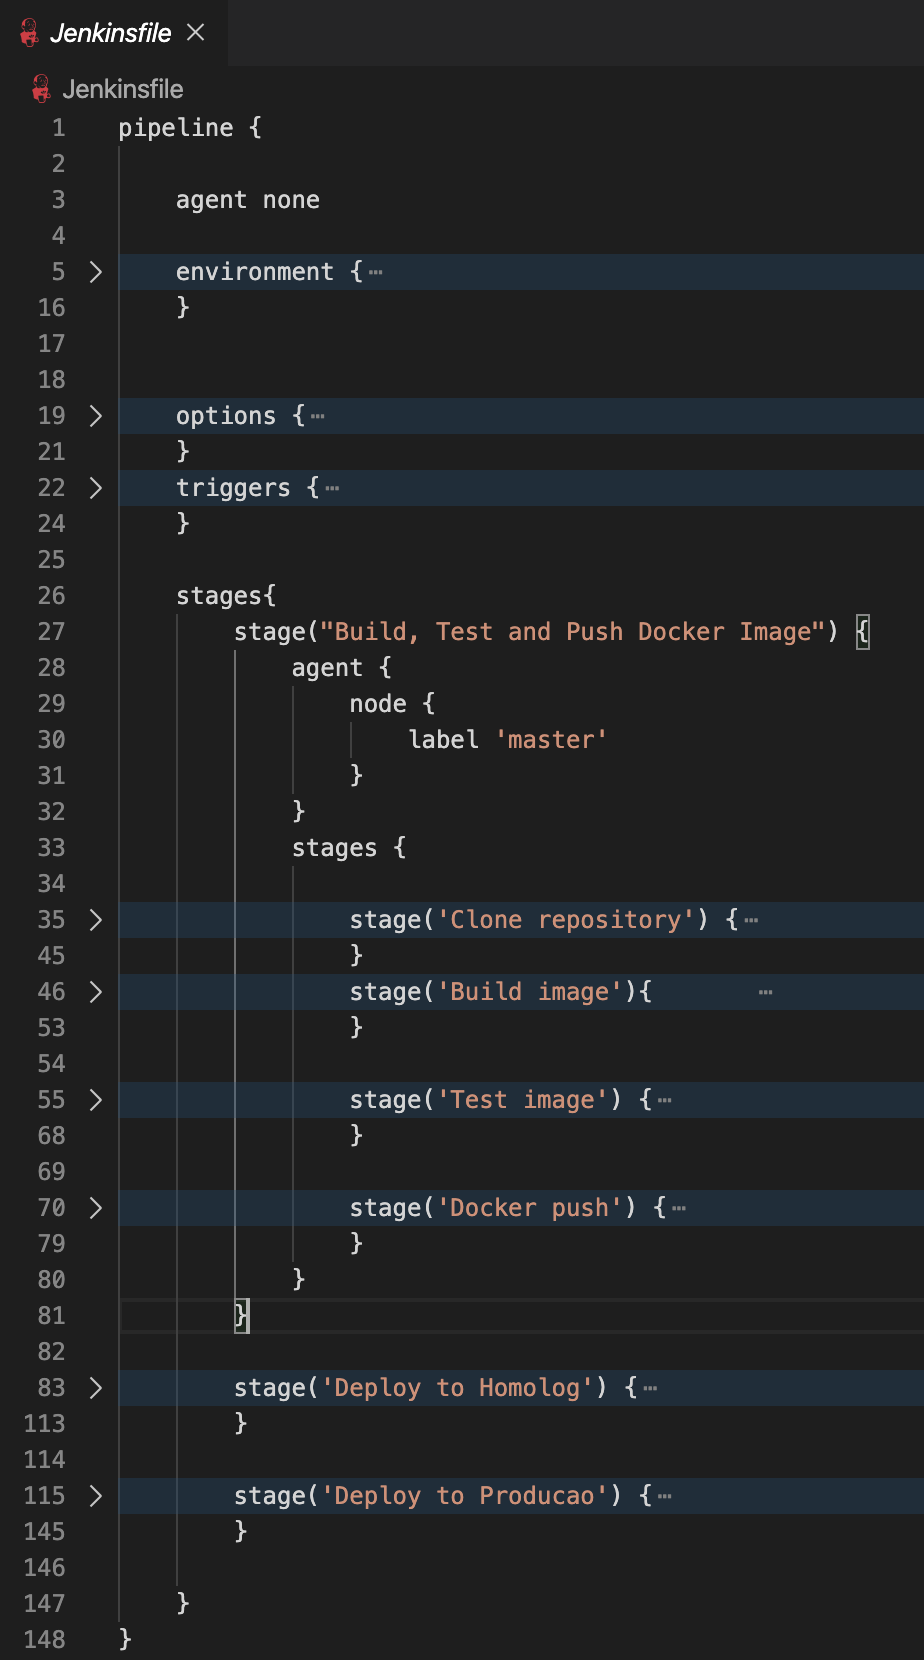 Jenkinsfile
Jenkinsfile
1 pipeline {
2
3     agent none
4
5     environment { ⋯
16     }
17
18
19     options { ⋯
21     }
22     triggers { ⋯
24     }
25
26     stages{
27         stage("Build, Test and Push Docker Image") {
28             agent {
29                 node {
30                     label 'master'
31                 }
32             }
33             stages {
34
35                 stage('Clone repository') { ⋯
45                 }
46                 stage('Build image'){ ⋯
53                 }
54
55                 stage('Test image') { ⋯
68                 }
69
70                 stage('Docker push') { ⋯
79                 }
80             }
81         }
82
83         stage('Deploy to Homolog') { ⋯
113         }
114
115         stage('Deploy to Producao') { ⋯
145         }
146
147     }
148 }